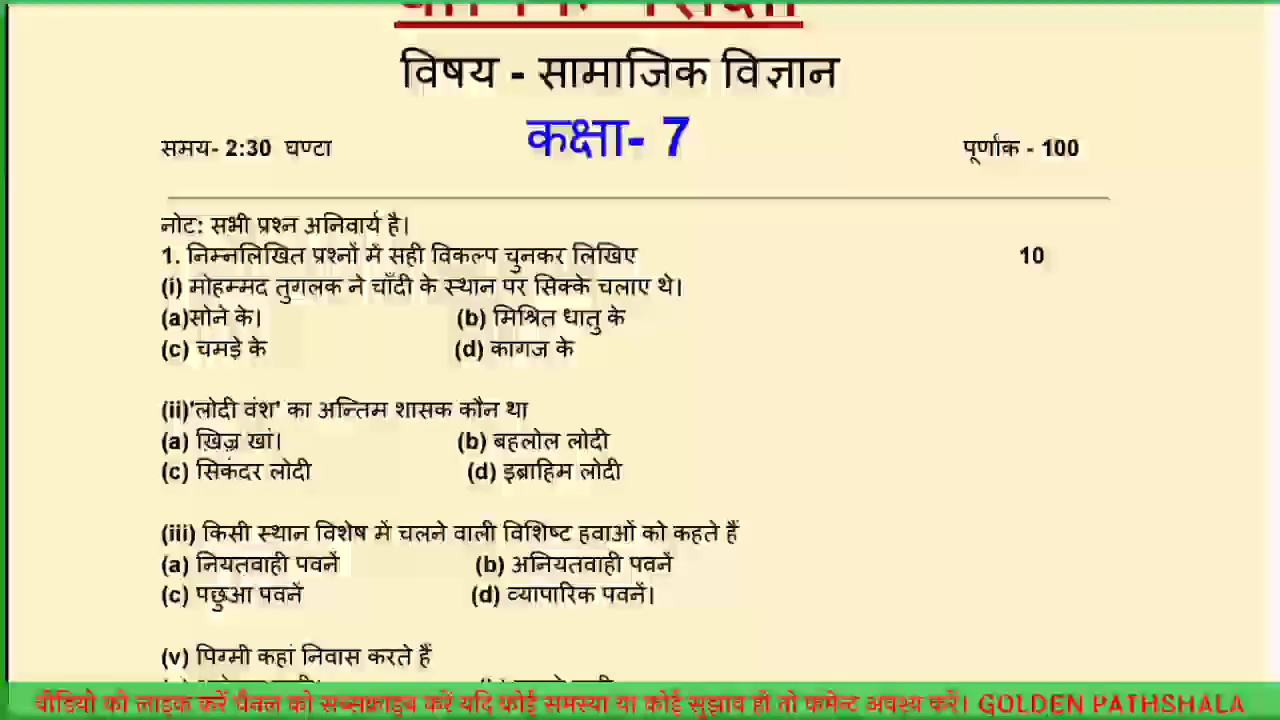 विषय - सामाजिक विज्ञान
कक्षा- 7
समय- 2:30 घण्टा पूर्णांक - 100
नोट: सभी प्रश्न अनिवार्य है।
1. निम्नलिखित प्रश्नों में सही विकल्प चुनकर लिखिए 10
(i) मोहम्मद तुगलक ने चाँदी के स्थान पर सिक्के चलाए थे।
(a)सोने के। (b) मिश्रित धातु के
(c) चमड़े के (d) कागज के
(ii)'लोदी वंश' का अन्तिम शासक कौन था
(a) ख़िज़्र खां। (b) बहलोल लोदी
(c) सिकंदर लोदी (d) इब्राहिम लोदी
(iii) किसी स्थान विशेष में चलने वाली विशिष्ट हवाओं को कहते हैं
(a) नियतवाही पवनें (b) अनियतवाही पवनें
(c) पछुआ पवनें (d) व्यापारिक पवनें।
(v) पिग्मी कहां निवास करते हैं
वीडियो को लाइक करें चैनल को सब्सक्राइब करें यदि कोई समस्या या कोई सुझाव हो तो कमेन्ट अवश्य करें। GOLDEN PATHSHALA